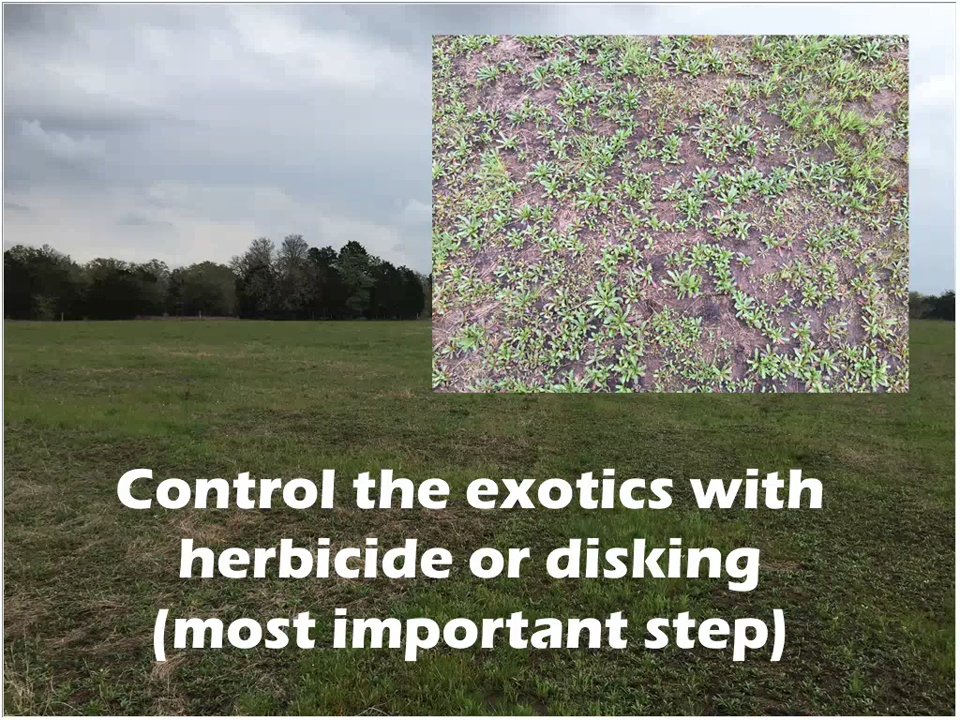 Control the exotics with
herbicide or disking
(most important step)